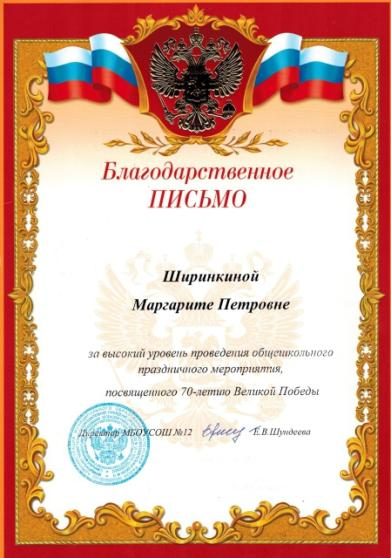 Благодарственное
ПИСЬМО
Ширинкиной
Маргарите Петровне
за высокий уровень проведения общешкольного
праздничного мероприятия,
посвященного 70-летию Великой Победы
Директор МБОУСОШ №12 Е.В.Шундеева